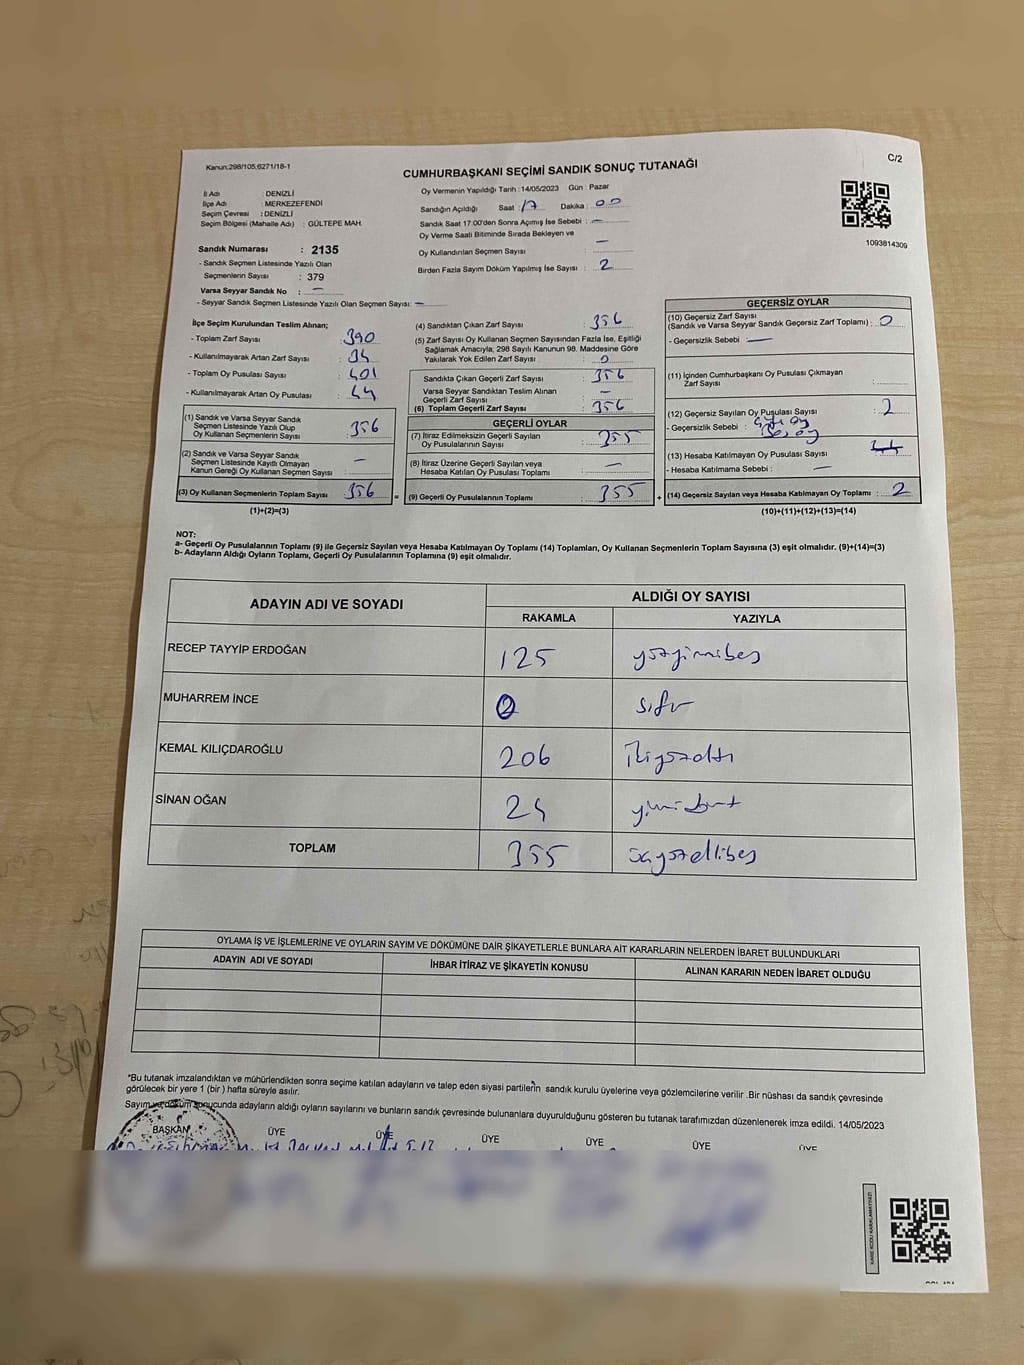 Kanun:298/105;6271/18-1
C/2
CUMHURBAŞKANI SEÇİMİ SANDIK SONUÇ TUTANAĞI
İl Adı : DENİZLİ
İlçe Adı : MERKEZEFENDİ
Seçim Çevresi : DENİZLİ
Seçim Bölgesi (Mahalle Adı) : GÜLTEPE MAH.
Sandık Numarası : 2135
- Sandık Seçmen Listesinde Yazılı Olan
Seçmenlerin Sayısı : 379
Varsa Seyyar Sandık No : —
- Seyyar Sandık Seçmen Listesinde Yazılı Olan Seçmen Sayısı: —
Oy Vermenin Yapıldığı Tarih : 14/05/2023 Gün : Pazar
Sandığın Açıldığı Saat : 17 Dakika : 00
Sandık Saat 17:00'den Sonra Açımış İse Sebebi : —
Oy Verme Saati Bitiminde Sırada Bekleyen ve
Oy Kullandırılan Seçmen Sayısı : —
Birden Fazla Sayım Döküm Yapılmış İse Sayısı : 2
1093814309
İlçe Seçim Kurulundan Teslim Alınan;
- Toplam Zarf Sayısı : 390
- Kullanılmayarak Artan Zarf Sayısı : 34
- Toplam Oy Pusulası Sayısı : 401
- Kullanılmayarak Artan Oy Pusulası : 44
(1) Sandık ve Varsa Seyyar Sandık
Seçmen Listesinde Yazılı Olup
Oy Kullanan Seçmenlerin Sayısı : 356
(2) Sandık ve Varsa Seyyar Sandık
Seçmen Listesinde Kayıtlı Olmayan
Kanun Gereği Oy Kullanan Seçmen Sayısı : —
(3) Oy Kullanan Seçmenlerin Toplam Sayısı : 356
(1)+(2)=(3)
(4) Sandıktan Çıkan Zarf Sayısı : 356
(5) Zarf Sayısı Oy Kullanan Seçmen Sayısından Fazla İse, Eşitliği
Sağlamak Amacıyla, 298 Sayılı Kanunun 98. Maddesine Göre
Yakılarak Yok Edilen Zarf Sayısı : 0
Sandıkta Çıkan Geçerli Zarf Sayısı : 356
Varsa Seyyar Sandıktan Teslim Alınan
Geçerli Zarf Sayısı : —
(6) Toplam Geçerli Zarf Sayısı : 356
GEÇERLİ OYLAR
(7) İtiraz Edilmeksizin Geçerli Sayılan
Oy Pusulalarının Sayısı : 355
(8) İtiraz Üzerine Geçerli Sayılan veya
Hesaba Katılan Oy Pusulası Toplamı : —
= (9) Geçerli Oy Pusulalarının Toplamı : 355 +
GEÇERSİZ OYLAR
(10) Geçersiz Zarf Sayısı
(Sandık ve Varsa Seyyar Sandık Geçersiz Zarf Toplamı) : 0
- Geçersizlik Sebebi : —
(11) İçinden Cumhurbaşkanı Oy Pusulası Çıkmayan
Zarf Sayısı :
(12) Geçersiz Sayılan Oy Pusulası Sayısı : 2
- Geçersizlik Sebebi : oy
oy
(13) Hesaba Katılmayan Oy Pusulası Sayısı :
- Hesaba Katılmama Sebebi : —
(14) Geçersiz Sayılan veya Hesaba Katılmayan Oy Toplamı : 2
(10)+(11)+(12)+(13)=(14)
NOT:
a- Geçerli Oy Pusulalarının Toplamı (9) ile Geçersiz Sayılan veya Hesaba Katılmayan Oy Toplamı (14) Toplamları, Oy Kullanan Seçmenlerin Toplam Sayısına (3) eşit olmalıdır. (9)+(14)=(3)
b- Adayların Aldığı Oyların Toplamı, Geçerli Oy Pusulalarının Toplamına (9) eşit olmalıdır.
ADAYIN ADI VE SOYADI ALDIĞI OY SAYISI
RAKAMLA YAZIYLA
RECEP TAYYİP ERDOĞAN 125 yüzyirmibeş
MUHARREM İNCE sıfır
KEMAL KILIÇDAROĞLU 206 ikiyüzaltı
SİNAN OĞAN 24 yirmidört
TOPLAM 355 üçyüzellibeş
OYLAMA İŞ VE İŞLEMLERİNE VE OYLARIN SAYIM VE DÖKÜMÜNE DAİR ŞİKAYETLERLE BUNLARA AİT KARARLARIN NELERDEN İBARET BULUNDUKLARI
ADAYIN ADI VE SOYADI İHBAR İTİRAZ VE ŞİKAYETİN KONUSU ALINAN KARARIN NEDEN İBARET OLDUĞU
*Bu tutanak imzalandıktan ve mühürlendikten sonra seçime katılan adayların ve talep eden siyasi partilerin sandık kurulu üyelerine veya gözlemcilerine verilir .Bir nüshası da sandık çevresinde
görülecek bir yere 1 (bir ) hafta süreyle asılır.
Sayım ve döküm sonucunda adayların aldığı oyların sayılarını ve bunların sandık çevresinde bulunanlara duyurulduğunu gösteren bu tutanak tarafımızdan düzenlenerek imza edildi. 14/05/2023
BAŞKAN ÜYE ÜYE ÜYE ÜYE ÜYE ÜYE
KARE KODU KARALAMAYINIZ!